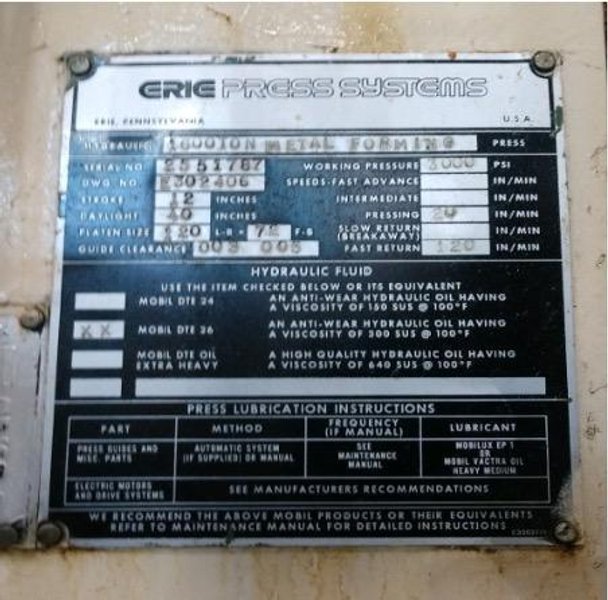 ERIE PRESS SYSTEMS
ERIE, PENNSYLVANIA U.S.A.
HYDRAULIC 1600TON METAL FORMING PRESS
SERIAL NO. WORKING PRESSURE 3000 PSI
DWG NO. E302406 SPEEDS-FAST ADVANCE IN/MIN
STROKE 12 INCHES INTERMEDIATE IN/MIN
DAYLIGHT 40 INCHES PRESSING 20 IN/MIN
PLATEN SIZE 120 L-R 72 F-B SLOW RETURN (BREAKAWAY) IN/MIN
GUIDE CLEARANCE 003 005 FAST RETURN 120 IN/MIN
HYDRAULIC FLUID
USE THE ITEM CHECKED BELOW OR ITS EQUIVALENT
MOBIL DTE 24 AN ANTI-WEAR HYDRAULIC OIL HAVING
A VISCOSITY OF 150 SUS @ 100°F
XX MOBIL DTE 26 AN ANTI-WEAR HYDRAULIC OIL HAVING
A VISCOSITY OF 300 SUS @ 100°F
MOBIL DTE OIL A HIGH QUALITY HYDRAULIC OIL HAVING
EXTRA HEAVY A VISCOSITY OF 640 SUS @ 100°F
PRESS LUBRICATION INSTRUCTIONS
PART METHOD FREQUENCY (IF MANUAL) LUBRICANT
PRESS GUIDES AND AUTOMATIC SYSTEM SEE MOBILUX EP 1
MISC. PARTS (IF SUPPLIED) OR MANUAL MAINTENANCE OR
MANUAL MOBIL VACTRA OIL
HEAVY MEDIUM
ELECTRIC MOTORS
AND DRIVE SYSTEMS SEE MANUFACTURERS RECOMMENDATIONS
WE RECOMMEND THE ABOVE MOBIL PRODUCTS OR THEIR EQUIVALENTS
REFER TO MAINTENANCE MANUAL FOR DETAILED INSTRUCTIONS